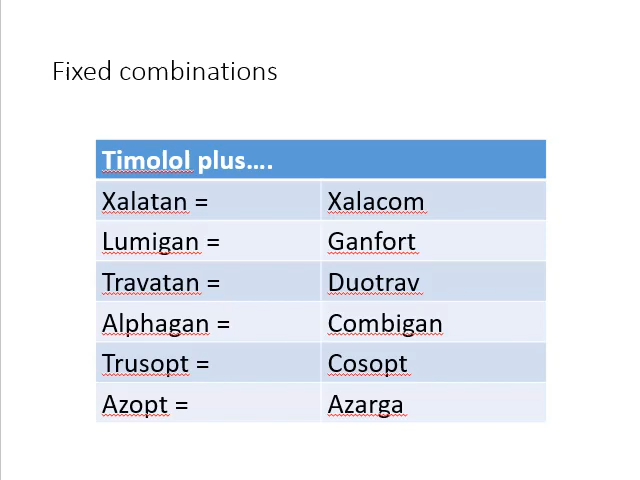 Fixed combinations
Timolol plus....
Xalatan = Xalacom
Lumigan = Ganfort
Travatan = Duotrav
Alphagan = Combigan
Trusopt = Cosopt
Azopt = Azarga